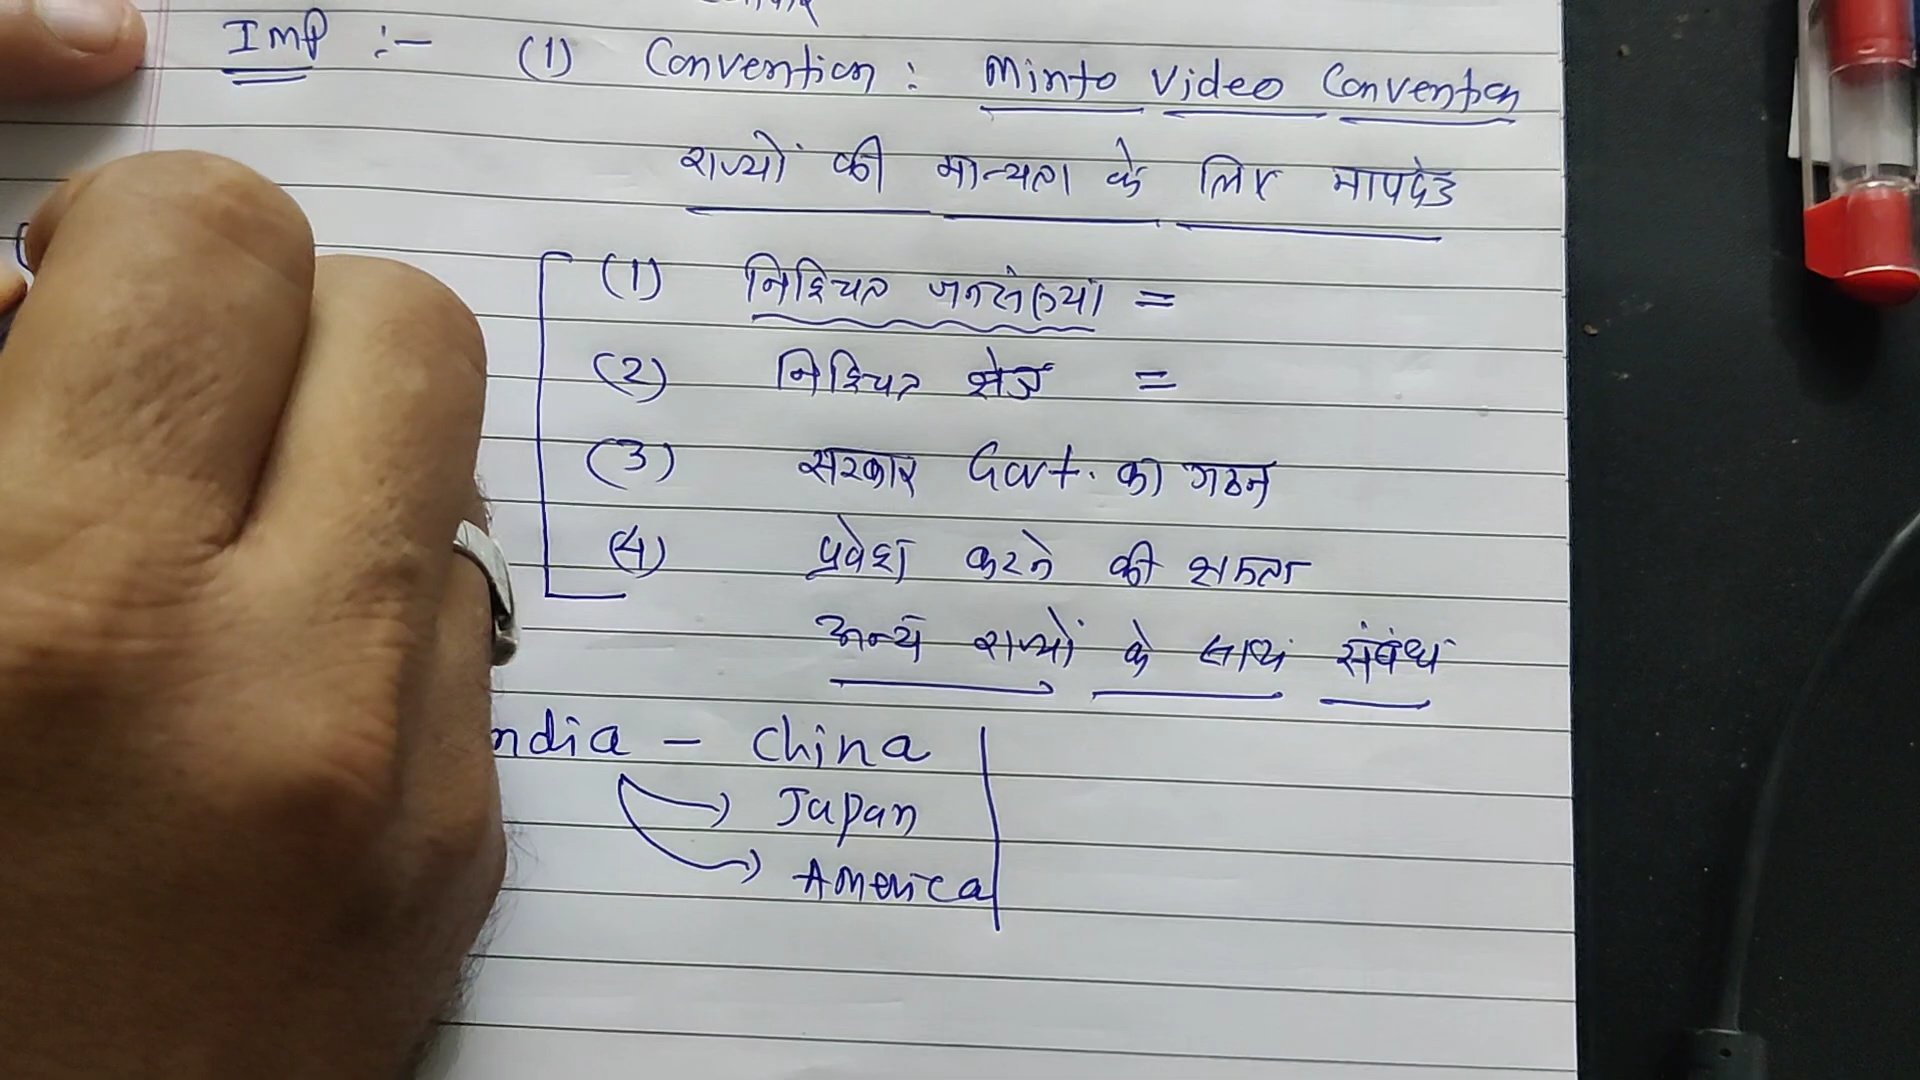 Imp :- (1) Convention : Minto Video Convention
राज्यों की मान्यता के लिए मापदंड
(1) निश्चित जनसंख्या =
(2) निश्चित क्षेत्र =
(3) सरकार Govt. का गठन
(4) प्रवेश करने की क्षमता
अन्य राज्यों के साथ संबंध
ndia - China
Japan
America